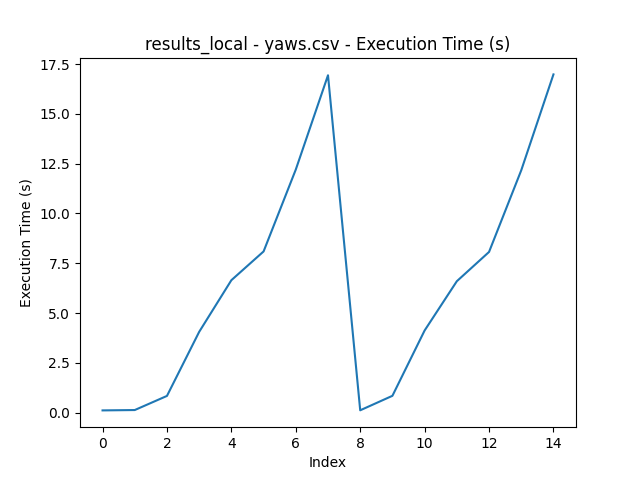 results_local - yaws.csv - Execution Time (s)
17.5
15.0
12.5
10.0
7.5
5.0
2.5
0.0
Execution Time (s)
0 2 4 6 8 10 12 14
Index